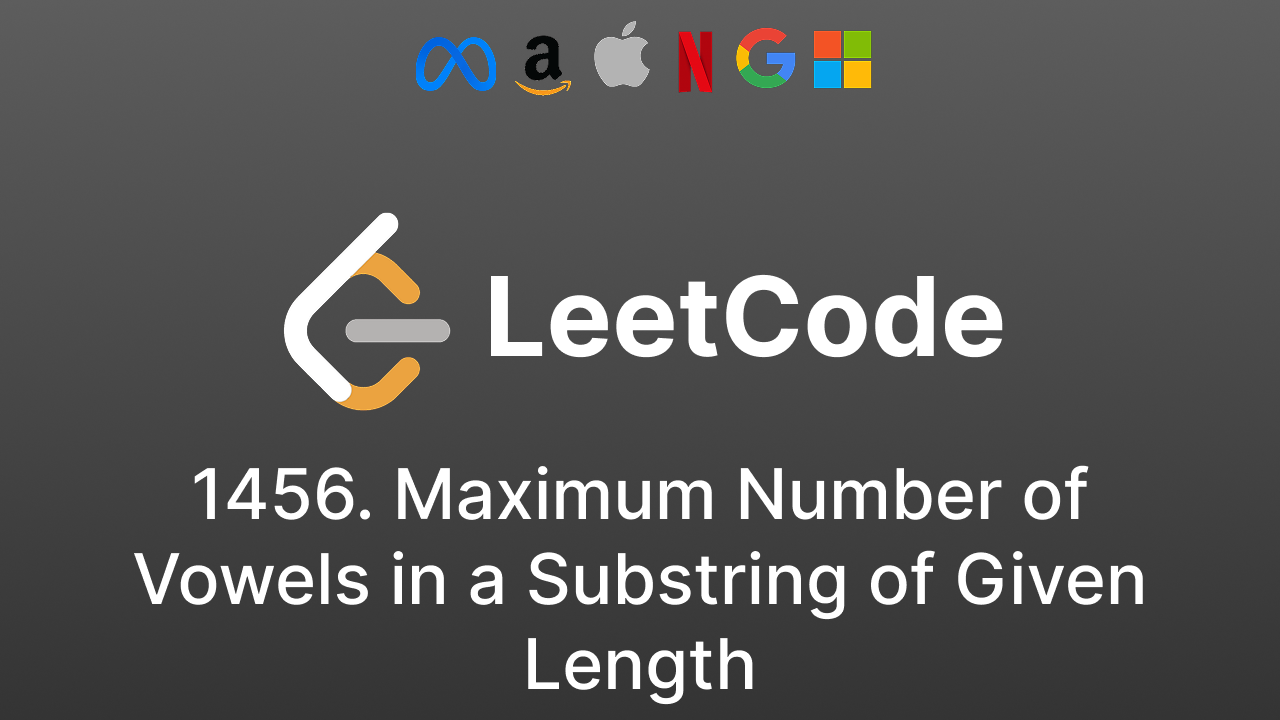 LeetCode
1456. Maximum Number of
Vowels in a Substring of Given
Length